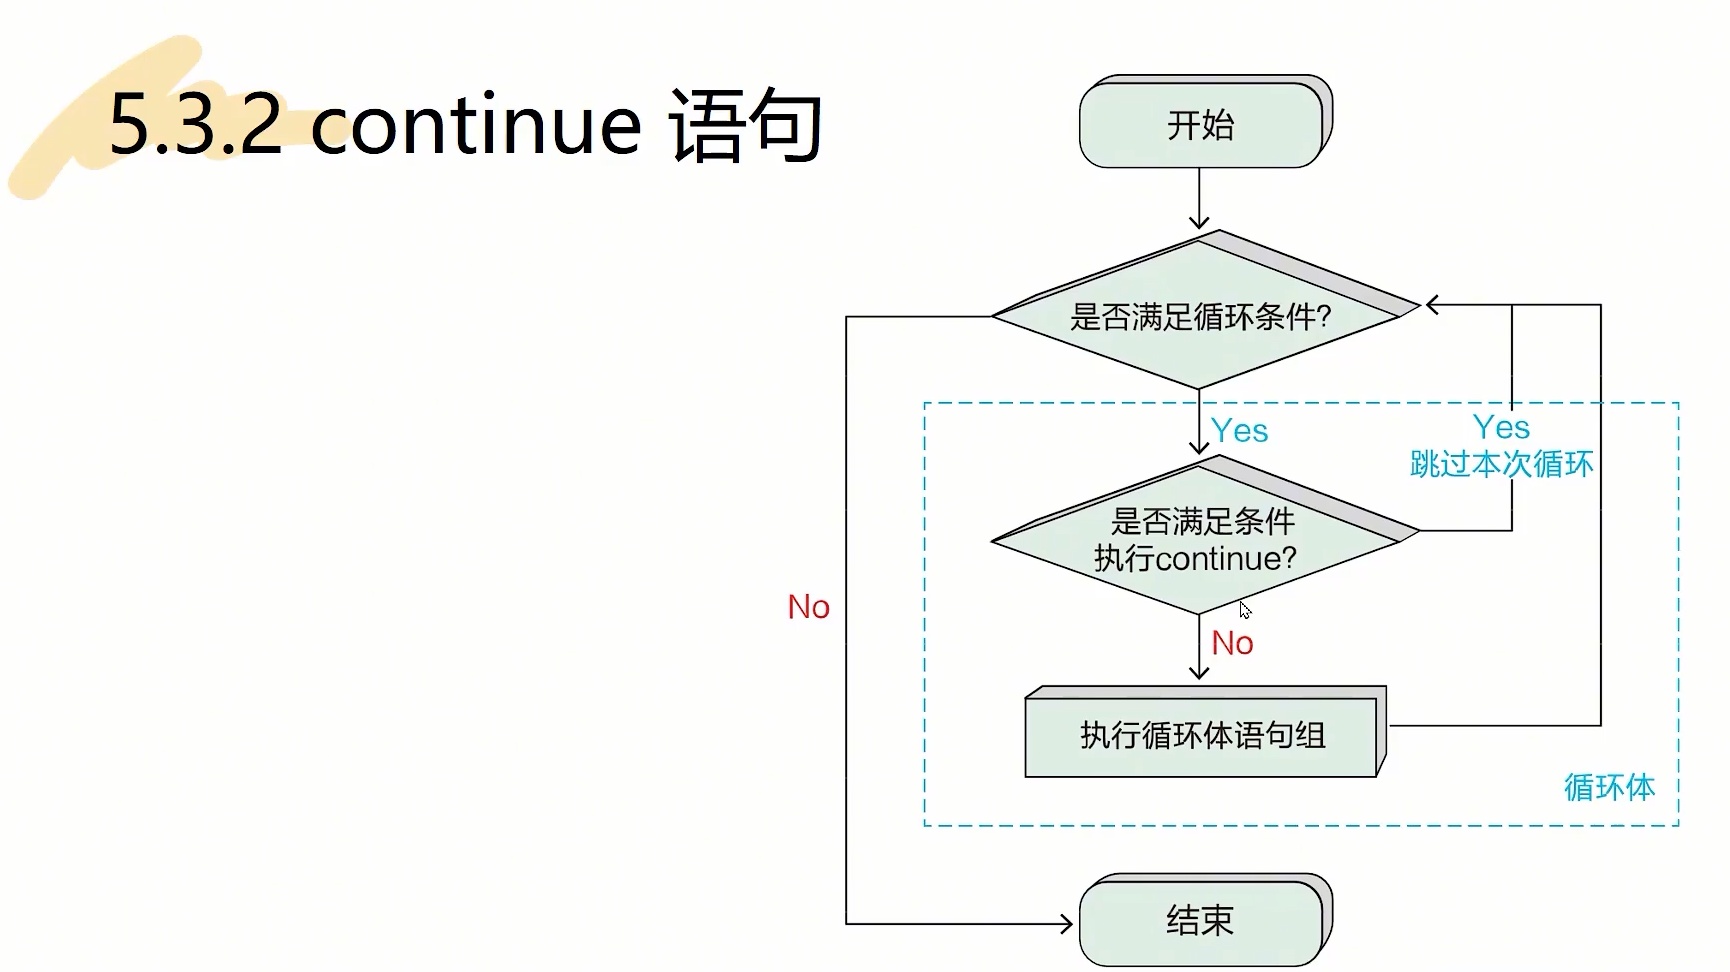 5.3.2 continue 语句
开始
是否满足循环条件?
Yes
Yes
跳过本次循环
是否满足条件
执行continue?
No
No
执行循环体语句组
循环体
结束